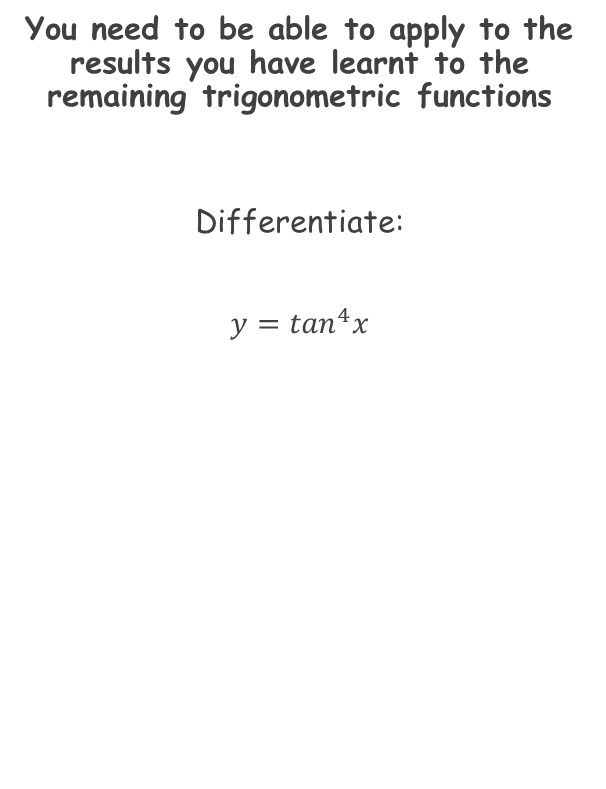 You need to be able to apply to the
results you have learnt to the
remaining trigonometric functions
Differentiate:
y = tan⁴x